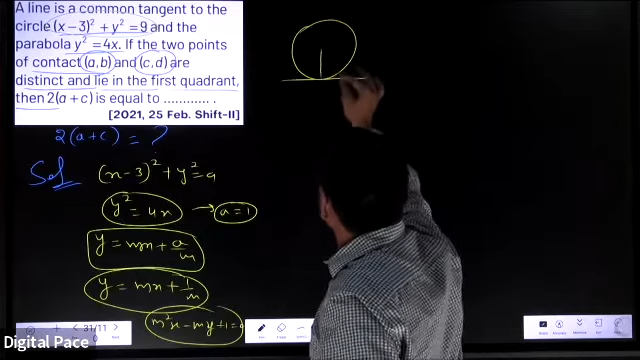 A line is a common tangent to the
circle (x−3)² + y² = 9 and the
parabola y² = 4x. If the two points
of contact (a, b) and (c, d) are
distinct and lie in the first quadrant,
then 2(a + c) is equal to ............ .
[2021, 25 Feb. Shift-II]
2(a+c) = ?
Sol (x−3)² + y² = 9
y² = 4x → a=1
y = mx + a/m
y = mx + 1/m
m²x − my + 1 = 0
Digital Pace
31/11
Next